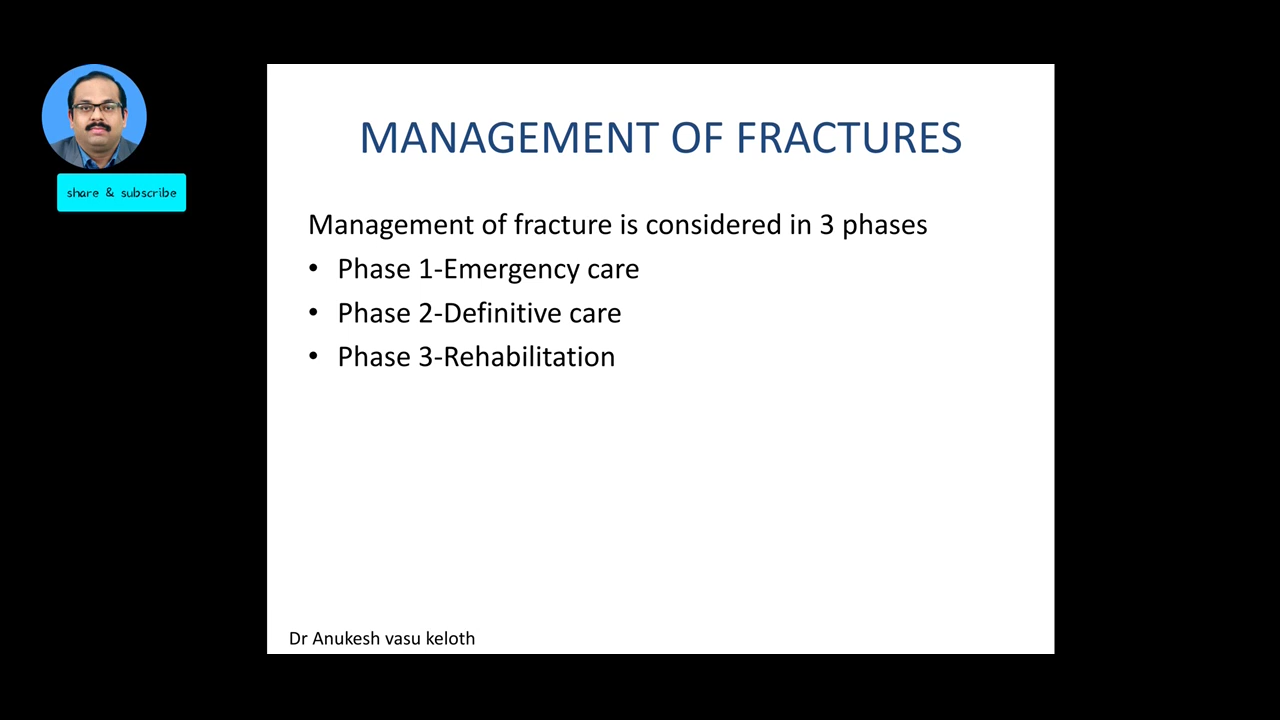 share & subscribe
MANAGEMENT OF FRACTURES
Management of fracture is considered in 3 phases
• Phase 1-Emergency care
• Phase 2-Definitive care
• Phase 3-Rehabilitation
Dr Anukesh vasu keloth